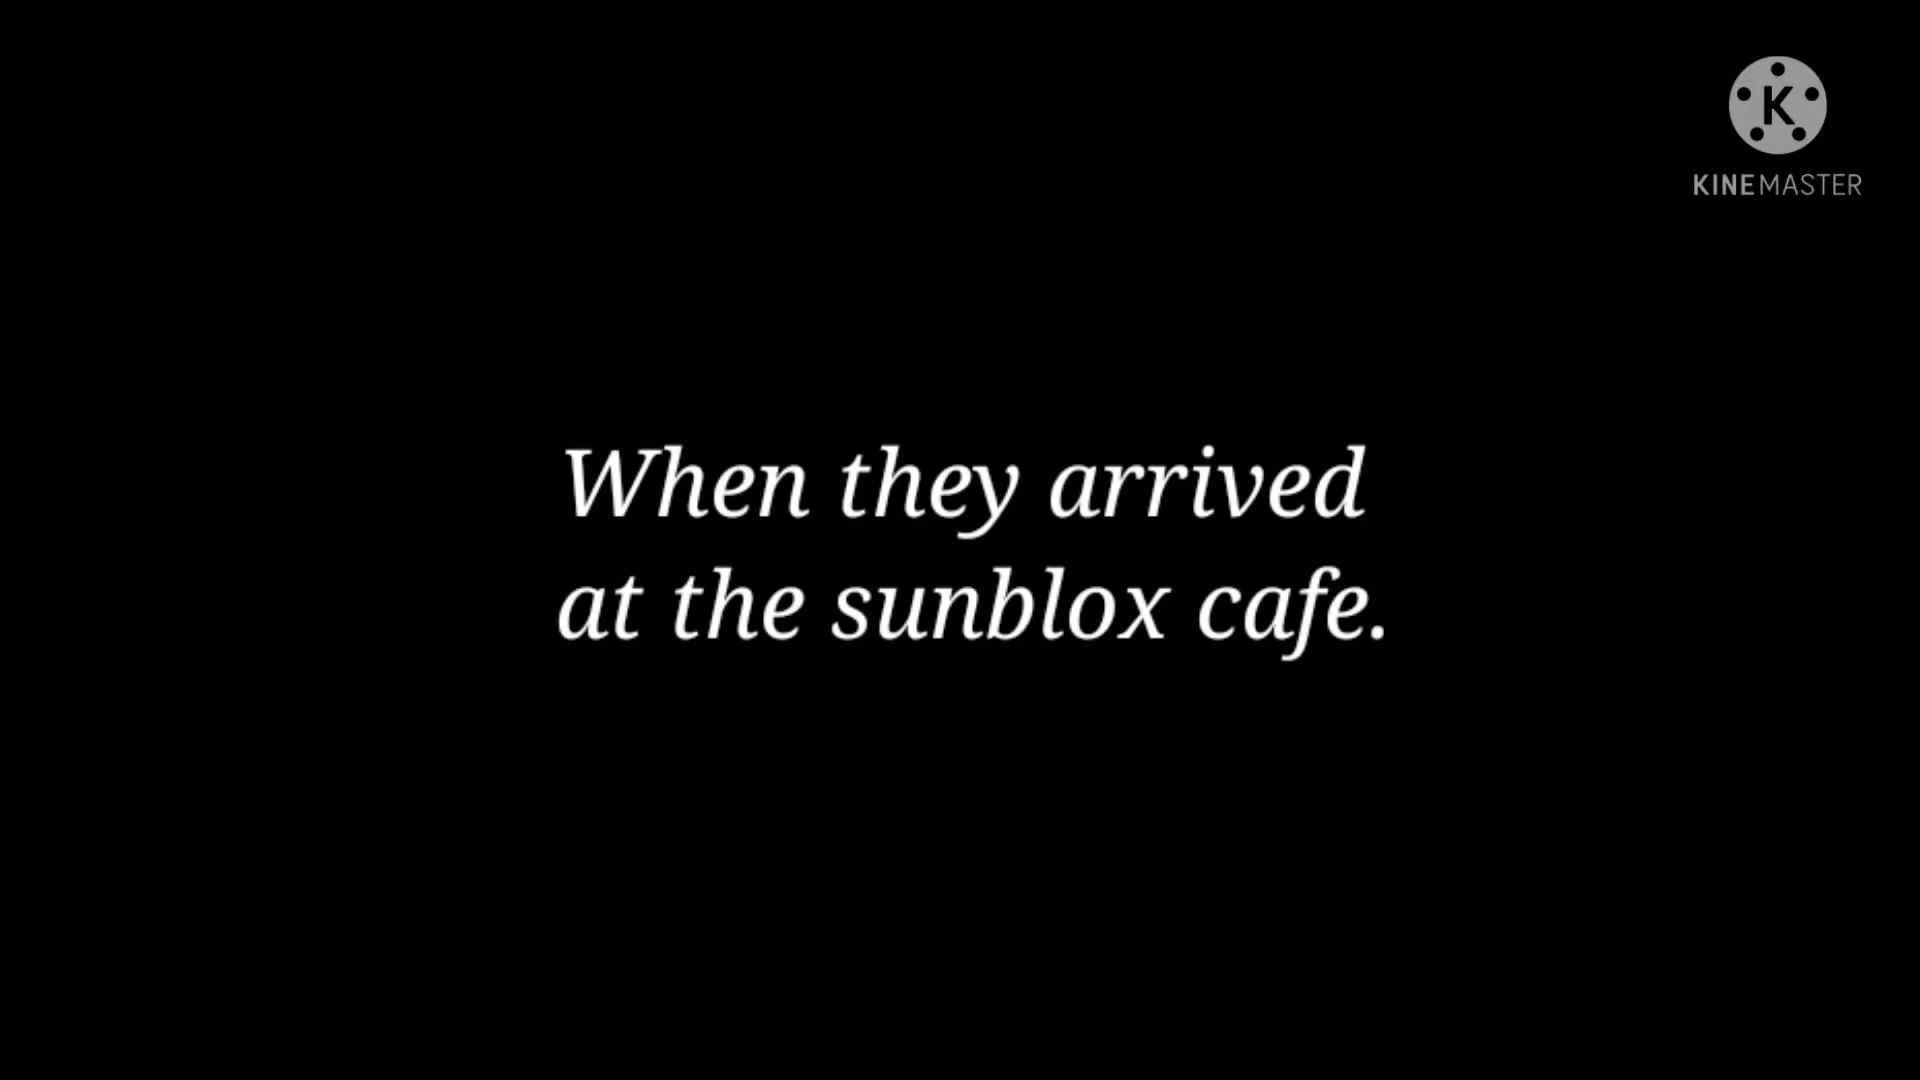 K
KINEMASTER
When they arrived
at the sunblox cafe.